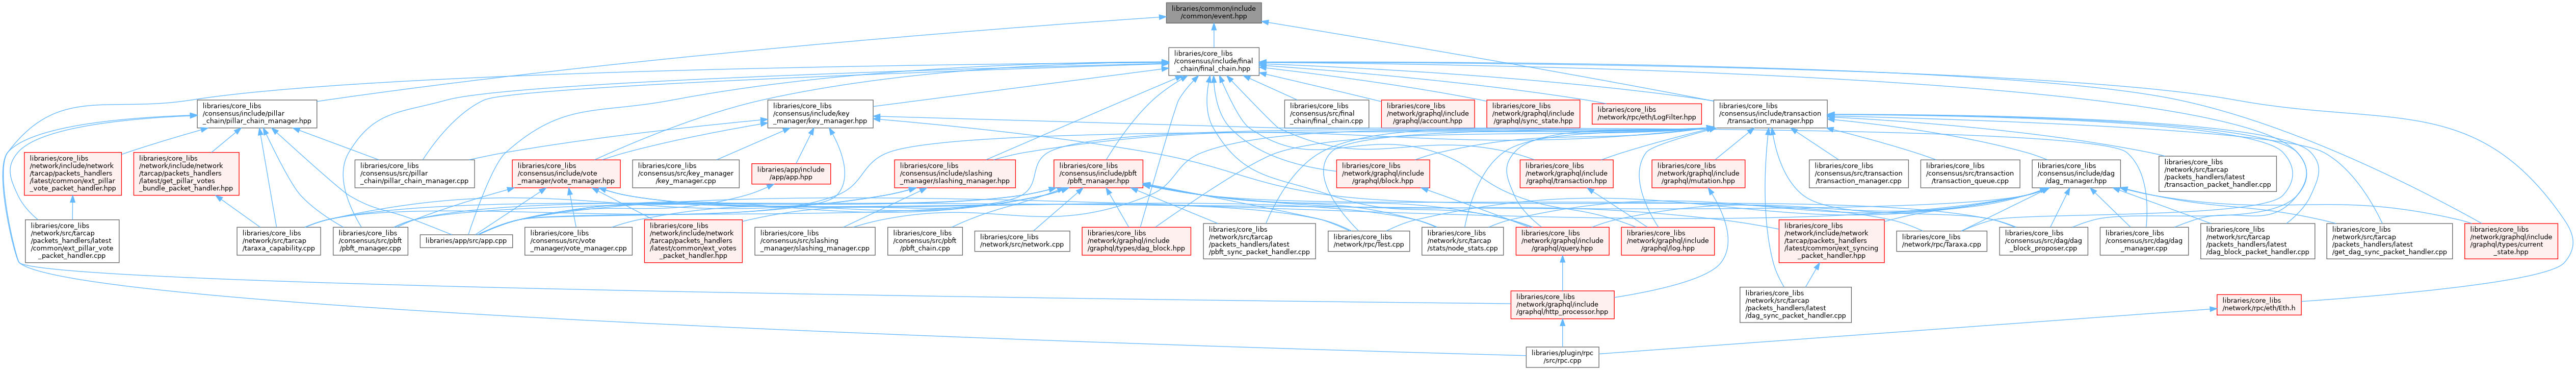 libraries/common/include
/common/event.hpp
libraries/core_libs
/consensus/include/final
_chain/final_chain.hpp
libraries/core_libs
/consensus/include/pillar
_chain/pillar_chain_manager.hpp
libraries/core_libs
/consensus/include/key
_manager/key_manager.hpp
libraries/core_libs
/consensus/src/final
_chain/final_chain.cpp
libraries/core_libs
/network/graphql/include
/graphql/account.hpp
libraries/core_libs
/network/graphql/include
/graphql/sync_state.hpp
libraries/core_libs
/network/rpc/eth/LogFilter.hpp
libraries/core_libs
/consensus/include/transaction
/transaction_manager.hpp
libraries/core_libs
/network/include/network
/tarcap/packets_handlers
/latest/common/ext_pillar
_vote_packet_handler.hpp
libraries/core_libs
/network/include/network
/tarcap/packets_handlers
/latest/get_pillar_votes
_bundle_packet_handler.hpp
libraries/core_libs
/consensus/src/pillar
_chain/pillar_chain_manager.cpp
libraries/core_libs
/consensus/include/vote
_manager/vote_manager.hpp
libraries/core_libs
/consensus/src/key_manager
/key_manager.cpp
libraries/app/include
/app/app.hpp
libraries/core_libs
/consensus/include/slashing
_manager/slashing_manager.hpp
libraries/core_libs
/consensus/include/pbft
/pbft_manager.hpp
libraries/core_libs
/network/graphql/include
/graphql/block.hpp
libraries/core_libs
/network/graphql/include
/graphql/transaction.hpp
libraries/core_libs
/network/graphql/include
/graphql/mutation.hpp
libraries/core_libs
/consensus/src/transaction
/transaction_manager.cpp
libraries/core_libs
/consensus/src/transaction
/transaction_queue.cpp
libraries/core_libs
/consensus/include/dag
/dag_manager.hpp
libraries/core_libs
/network/src/tarcap
/packets_handlers/latest
/transaction_packet_handler.cpp
libraries/core_libs
/network/src/tarcap
/packets_handlers/latest
/common/ext_pillar_vote
_packet_handler.cpp
libraries/core_libs
/network/src/tarcap
/taraxa_capability.cpp
libraries/core_libs
/consensus/src/pbft
/pbft_manager.cpp
libraries/app/src/app.cpp
libraries/core_libs
/consensus/src/vote
_manager/vote_manager.cpp
libraries/core_libs
/network/include/network
/tarcap/packets_handlers
/latest/common/ext_votes
_packet_handler.hpp
libraries/core_libs
/consensus/src/slashing
_manager/slashing_manager.cpp
libraries/core_libs
/consensus/src/pbft
/pbft_chain.cpp
libraries/core_libs
/network/src/network.cpp
libraries/core_libs
/network/graphql/include
/graphql/types/dag_block.hpp
libraries/core_libs
/network/src/tarcap
/packets_handlers/latest
/pbft_sync_packet_handler.cpp
libraries/core_libs
/network/rpc/Test.cpp
libraries/core_libs
/network/src/tarcap
/stats/node_stats.cpp
libraries/core_libs
/network/graphql/include
/graphql/query.hpp
libraries/core_libs
/network/graphql/include
/graphql/log.hpp
libraries/core_libs
/network/include/network
/tarcap/packets_handlers
/latest/common/ext_syncing
_packet_handler.hpp
libraries/core_libs
/network/rpc/Taraxa.cpp
libraries/core_libs
/consensus/src/dag/dag
_block_proposer.cpp
libraries/core_libs
/consensus/src/dag/dag
_manager.cpp
libraries/core_libs
/network/src/tarcap
/packets_handlers/latest
/dag_block_packet_handler.cpp
libraries/core_libs
/network/src/tarcap
/packets_handlers/latest
/get_dag_sync_packet_handler.cpp
libraries/core_libs
/network/graphql/include
/graphql/types/current
_state.hpp
libraries/core_libs
/network/graphql/include
/graphql/http_processor.hpp
libraries/core_libs
/network/src/tarcap
/packets_handlers/latest
/dag_sync_packet_handler.cpp
libraries/core_libs
/network/rpc/eth/Eth.h
libraries/plugin/rpc
/src/rpc.cpp